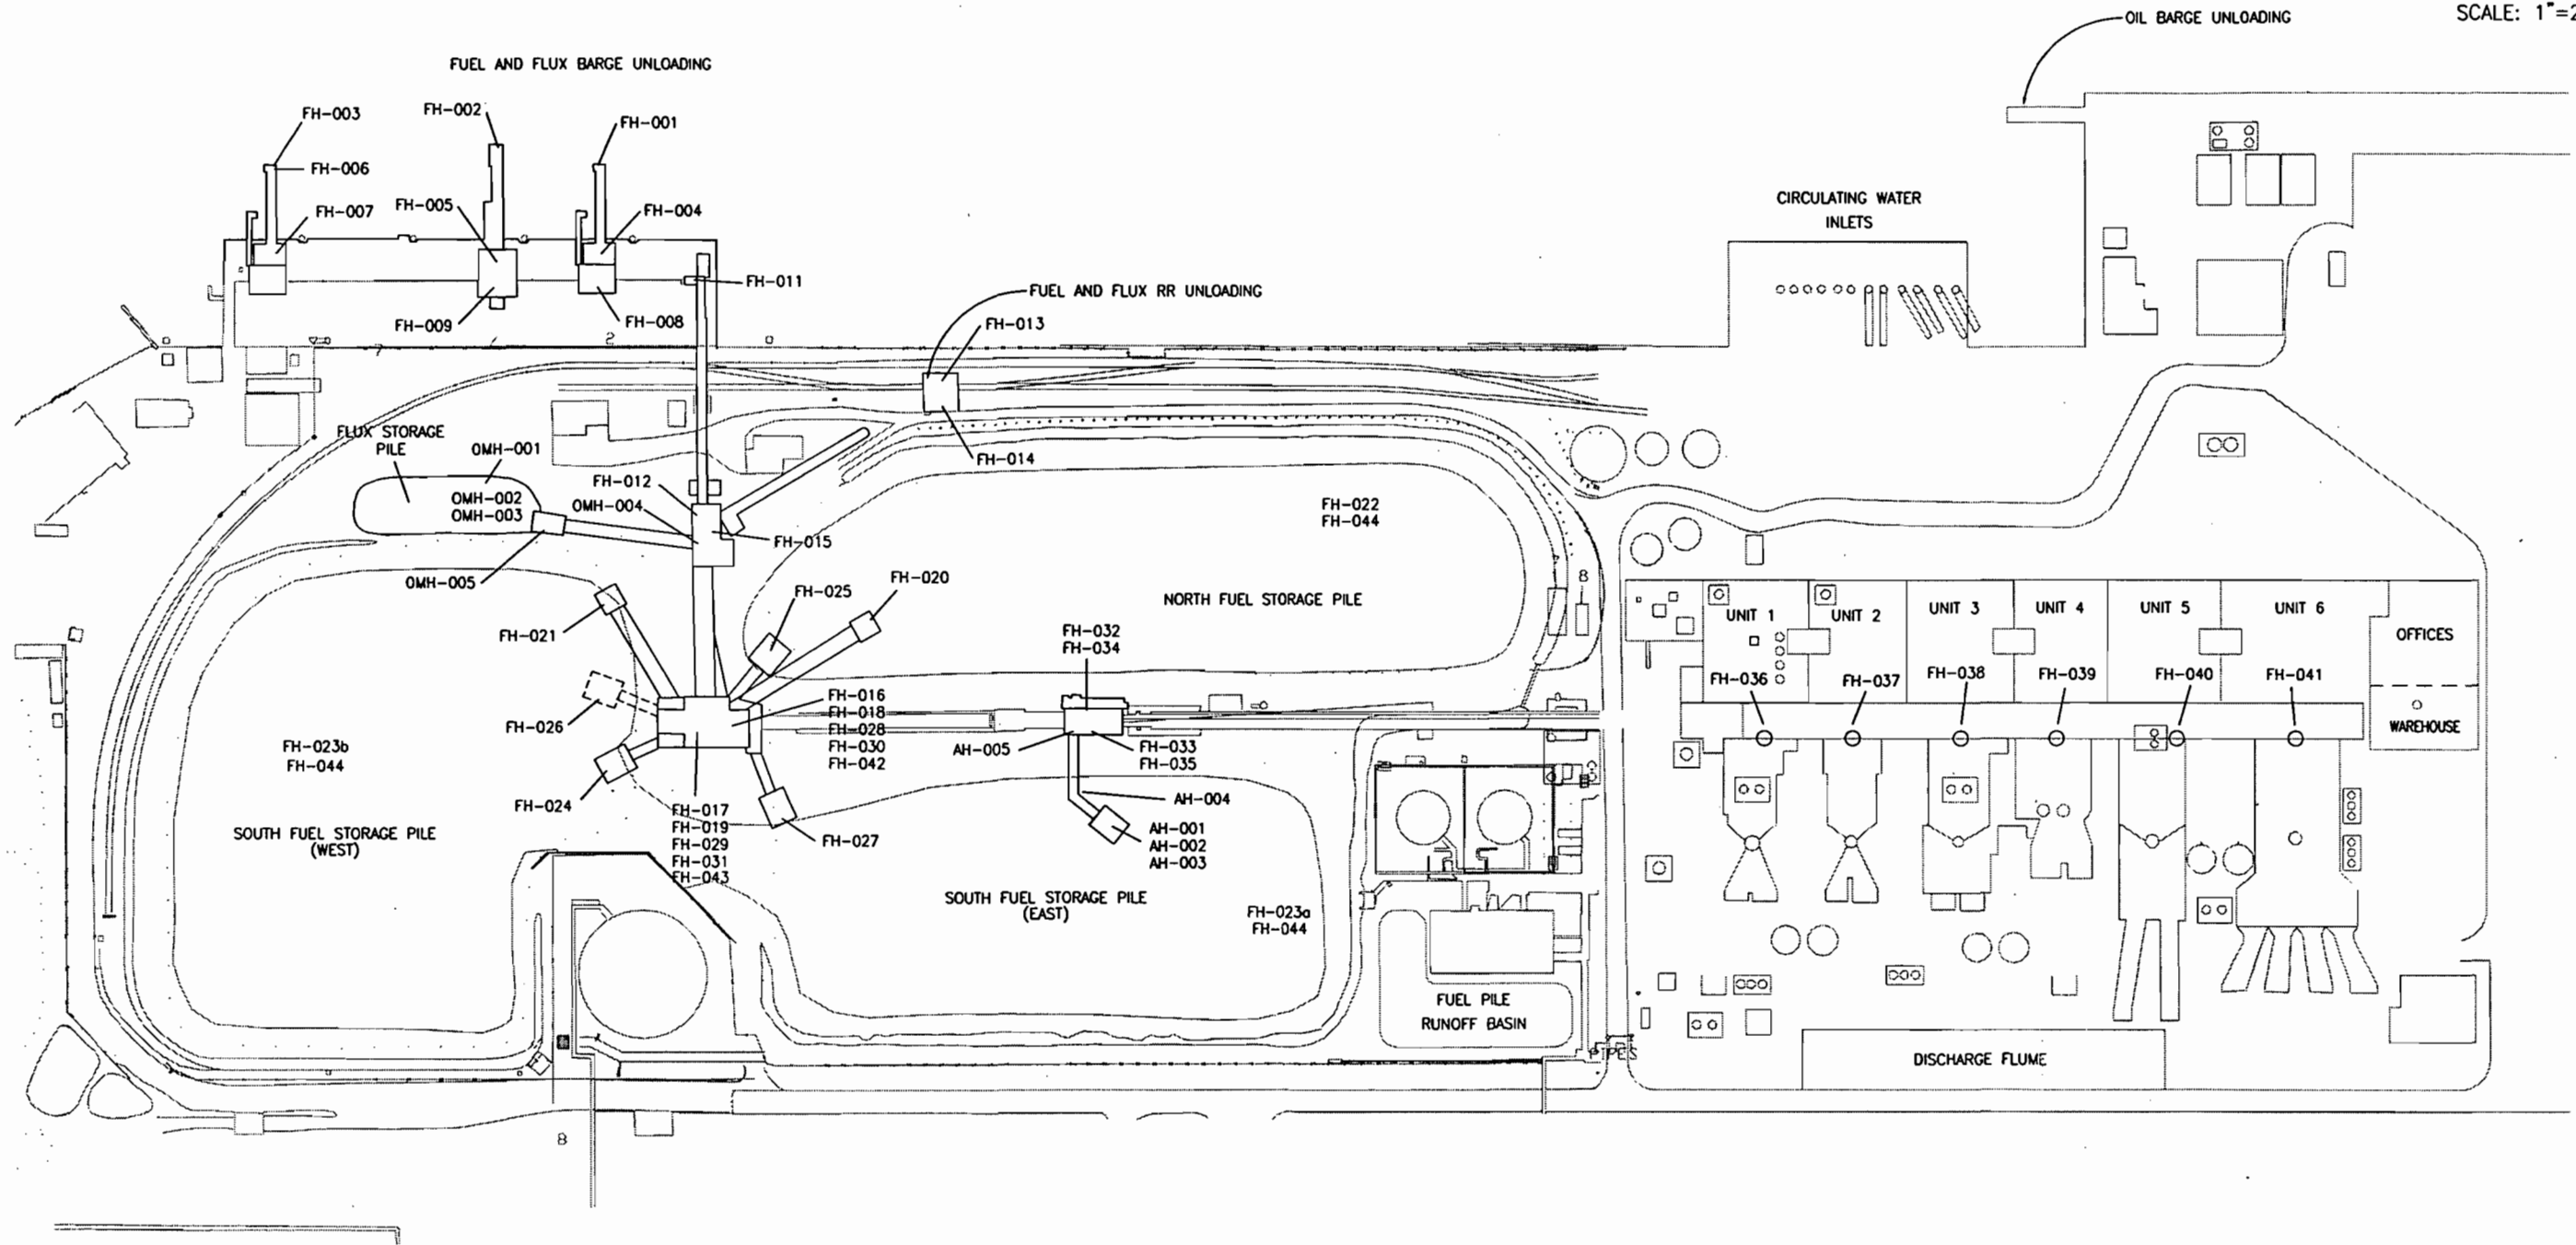 OIL BARGE UNLOADING
SCALE: 1"=2
FUEL AND FLUX BARGE UNLOADING
FH-003
FH-002
FH-001
FH-006
FH-007
FH-005
FH-004
CIRCULATING WATER
INLETS
FH-011
FUEL AND FLUX RR UNLOADING
FH-009
FH-008
FH-013
2
7
FLUX STORAGE
PILE
OMH-001
FH-014
FH-012
OMH-002
OMH-003
OMH-004
FH-022
FH-044
FH-015
OMH-005
FH-025
FH-020
8
NORTH FUEL STORAGE PILE
FH-021
FH-032
FH-034
UNIT 1
UNIT 2
UNIT 3
UNIT 4
UNIT 5
UNIT 6
OFFICES
FH-036
FH-037
FH-038
FH-039
FH-040
FH-041
FH-026
FH-016
FH-018
FH-028
FH-030
FH-042
AH-005
FH-033
FH-035
WAREHOUSE
FH-023b
FH-044
FH-024
AH-004
FH-017
FH-019
FH-029
FH-031
FH-043
FH-027
AH-001
AH-002
AH-003
SOUTH FUEL STORAGE PILE
(WEST)
SOUTH FUEL STORAGE PILE
(EAST)
FH-023a
FH-044
FUEL PILE
RUNOFF BASIN
PIPES
DISCHARGE FLUME
8